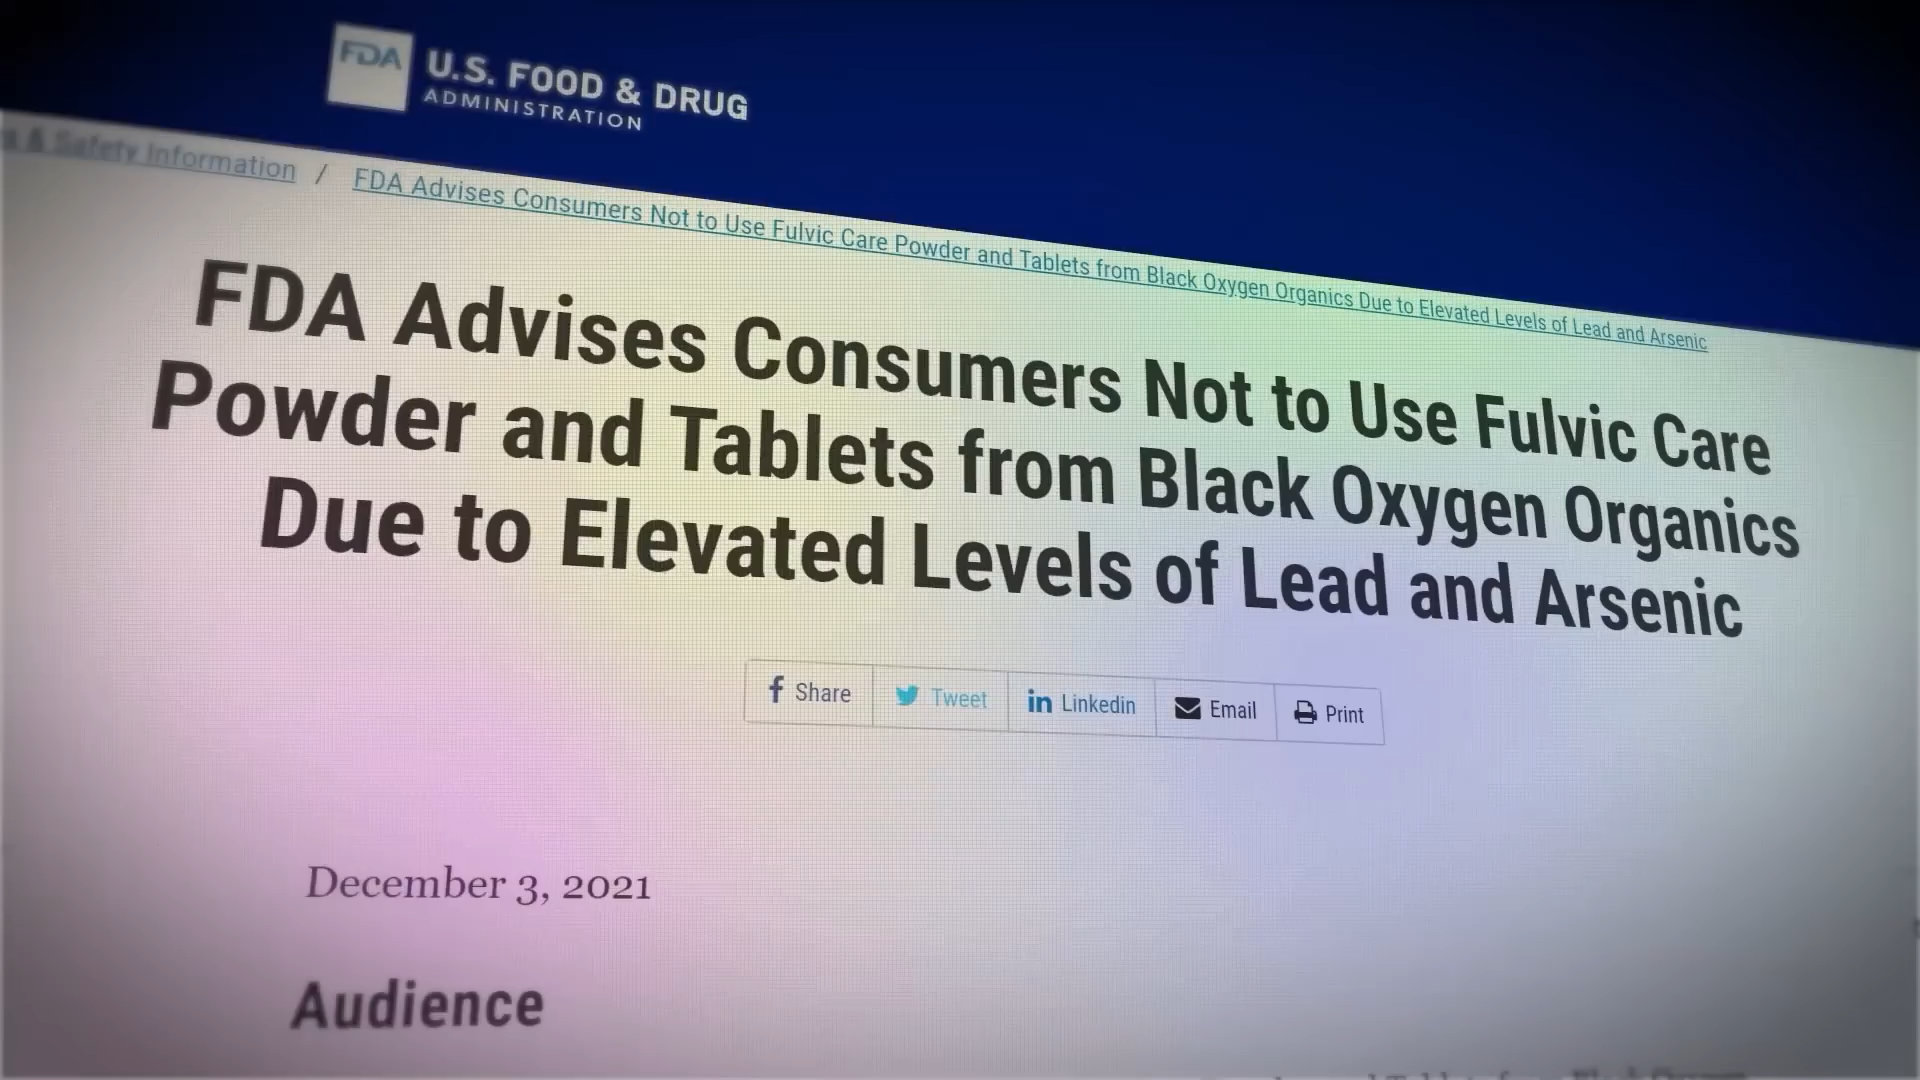 FDA
U.S. FOOD & DRUG
ADMINISTRATION
& Safety Information / FDA Advises Consumers Not to Use Fulvic Care Powder and Tablets from Black Oxygen Organics Due to Elevated Levels of Lead and Arsenic
FDA Advises Consumers Not to Use Fulvic Care
Powder and Tablets from Black Oxygen Organics
Due to Elevated Levels of Lead and Arsenic
Share Tweet Linkedin Email Print
December 3, 2021
Audience